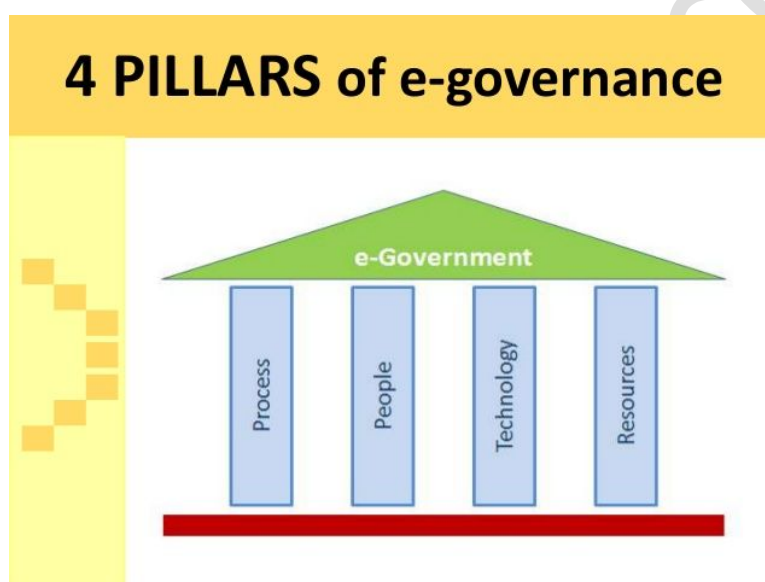 4 PILLARS of e-governance
e-Government
Process
People
Technology
Resources